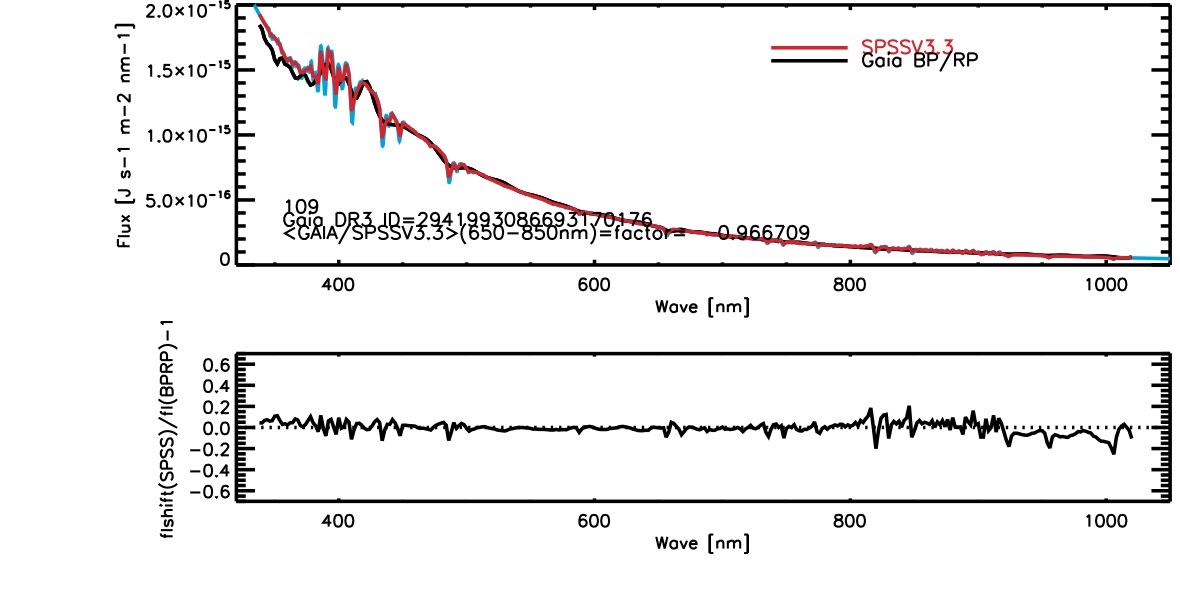 Flux [J s−1 m−2 nm−1]
2.0×10−15
1.5×10−15
1.0×10−15
5.0×10−16
0
SPSSV3.3
Gaia BP/RP
109
Gaia DR3 ID=2941993086693170176
<GAIA/SPSSV3.3>(650−850nm)=factor= 0.966709
400 600 800 1000
Wave [nm]
flshift(SPSS)/fl(BPRP)−1
0.6
0.4
0.2
0.0
−0.2
−0.4
−0.6
400 600 800 1000
Wave [nm]